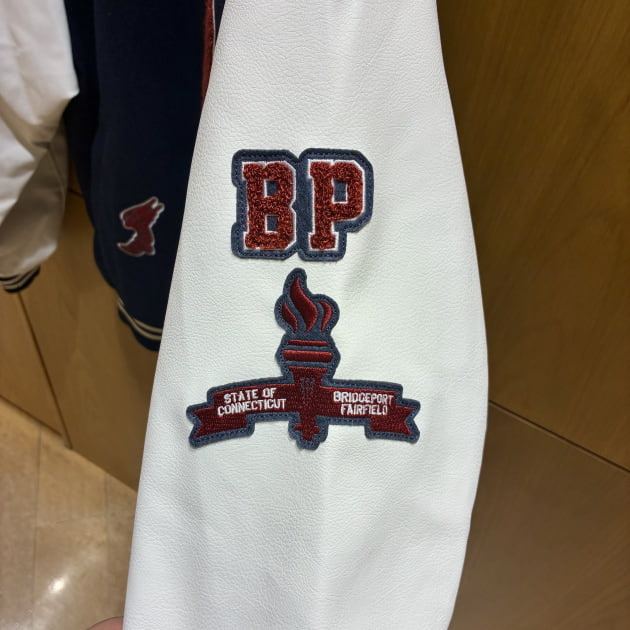 BP
STATE OF
CONNECTICUT
BRIDGEPORT
FAIRFIELD